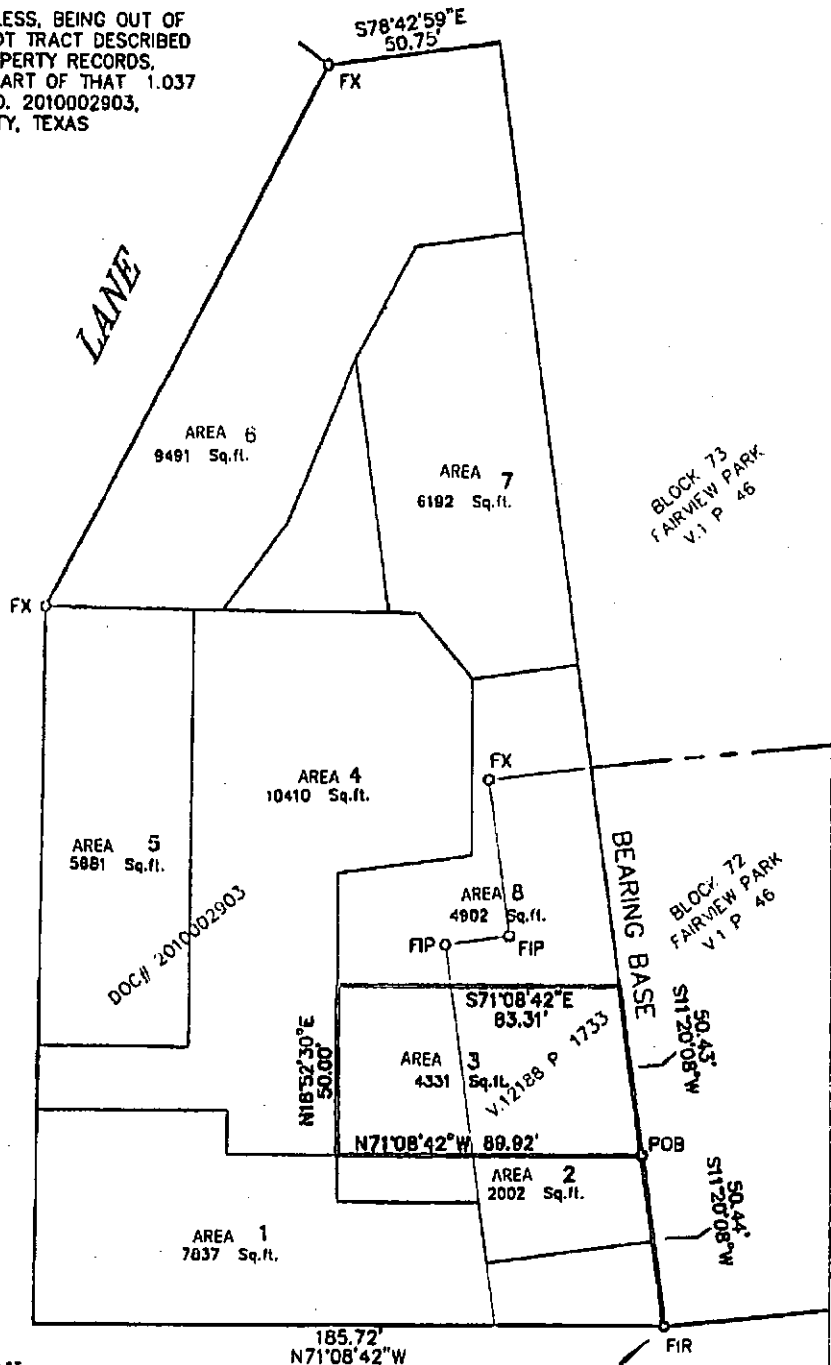 LESS, BEING OUT OF
OT TRACT DESCRIBED
PERTY RECORDS,
ART OF THAT 1.037
O. 2010002903,
TY, TEXAS
S78°42'59"E
50.75'
FX
LANE
AREA 6
9491 Sq.ft.
AREA 7
6192 Sq.ft.
BLOCK 73
FAIRVIEW PARK
V.1 P 46
FX
FX
AREA 4
10410 Sq.ft.
AREA 5
5881 Sq.ft.
DOC# 2010002903
BEARING BASE
BLOCK 72
FAIRVIEW PARK
V 1 P 46
AREA 8
4902 Sq.ft.
FIP
FIP
S71°08'42"E
83.31'
50.43'
S11°20'08"W
N18°52'30"E
50.00'
AREA 3
4331 Sq.ft.
V.12188 P 1733
N71°08'42"W 89.92'
POB
AREA 2
2002 Sq.ft.
50.44'
S11°20'08"W
AREA 1
7837 Sq.ft.
185.72'
N71°08'42"W
FIR